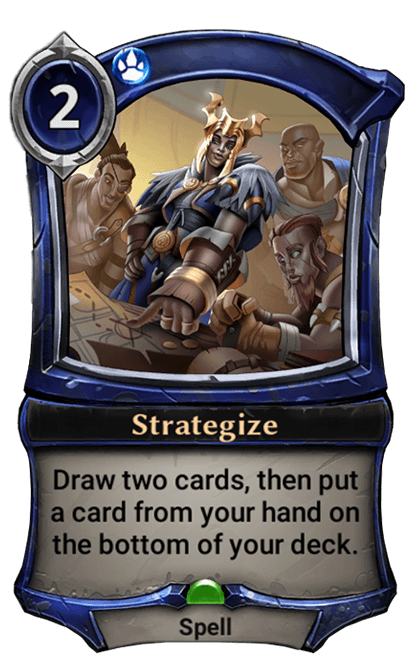 2
Strategize
Draw two cards, then put
a card from your hand on
the bottom of your deck.
Spell